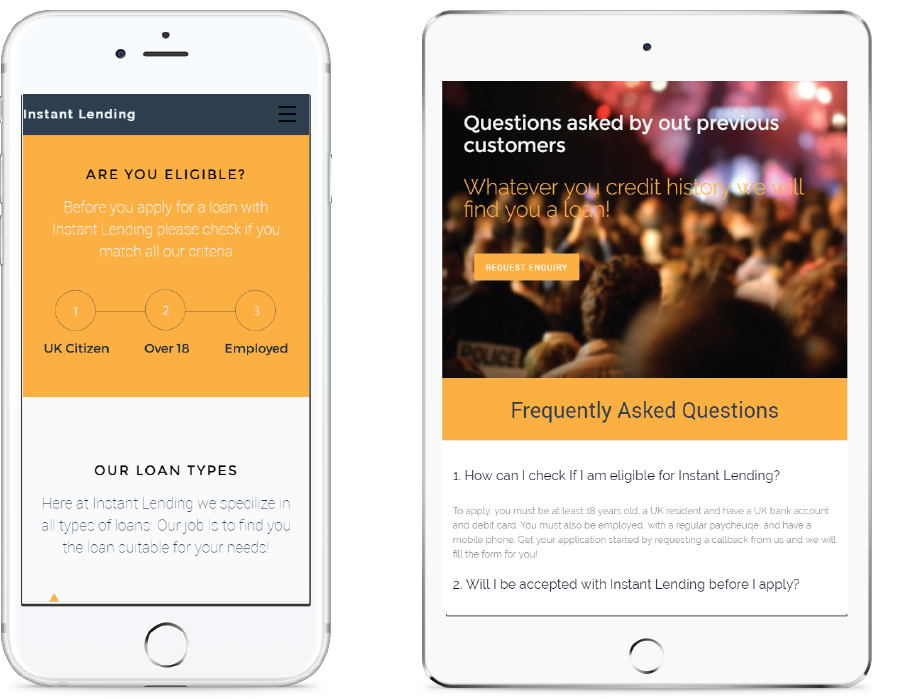 Instant Lending
ARE YOU ELIGIBLE?
Before you apply for a loan with
Instant Lending please check if you
match all our criteria
1 2 3
UK Citizen Over 18 Employed
OUR LOAN TYPES
Here at Instant Lending we specilize in
all types of loans. Our job is to find you
the loan suitable for your needs!
Questions asked by out previous
customers
Whatever you credit history we will
find you a loan!
REQUEST ENQUIRY
POLICE
Frequently Asked Questions
1. How can I check If I am eligible for Instant Lending?
To apply, you must be at least 18 years old, a UK resident and have a UK bank account
and debit card. You must also be employed, with a regular paycheuqe, and have a
mobile phone. Get your application started by requesting a callback from us and we will
fill the form for you!
2. Will I be accepted with Instant Lending before I apply?